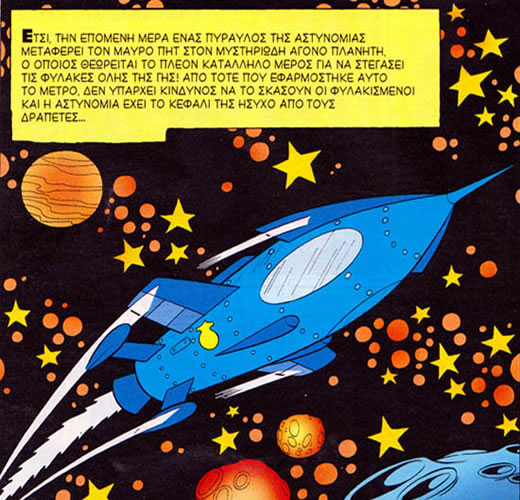 ΕΤΣΙ, ΤΗΝ ΕΠΟΜΕΝΗ ΜΕΡΑ ΕΝΑΣ ΠΥΡΑΥΛΟΣ ΤΗΣ ΑΣΤΥΝΟΜΙΑΣ
ΜΕΤΑΦΕΡΕΙ ΤΟΝ ΜΑΥΡΟ ΠΗΤ ΣΤΟΝ ΜΥΣΤΗΡΙΩΔΗ ΑΓΟΝΟ ΠΛΑΝΗΤΗ,
Ο ΟΠΟΙΟΣ ΘΕΩΡΕΙΤΑΙ ΤΟ ΠΛΕΟΝ ΚΑΤΑΛΛΗΛΟ ΜΕΡΟΣ ΓΙΑ ΝΑ ΣΤΕΓΑΣΕΙ
ΤΙΣ ΦΥΛΑΚΕΣ ΟΛΗΣ ΤΗΣ ΓΗΣ! ΑΠΟ ΤΟΤΕ ΠΟΥ ΕΦΑΡΜΟΣΤΗΚΕ ΑΥΤΟ
ΤΟ ΜΕΤΡΟ, ΔΕΝ ΥΠΑΡΧΕΙ ΚΙΝΔΥΝΟΣ ΝΑ ΤΟ ΣΚΑΣΟΥΝ ΟΙ ΦΥΛΑΚΙΣΜΕΝΟΙ
ΚΑΙ Η ΑΣΤΥΝΟΜΙΑ ΕΧΕΙ ΤΟ ΚΕΦΑΛΙ ΤΗΣ ΗΣΥΧΟ ΑΠΟ ΤΟΥΣ
ΔΡΑΠΕΤΕΣ...